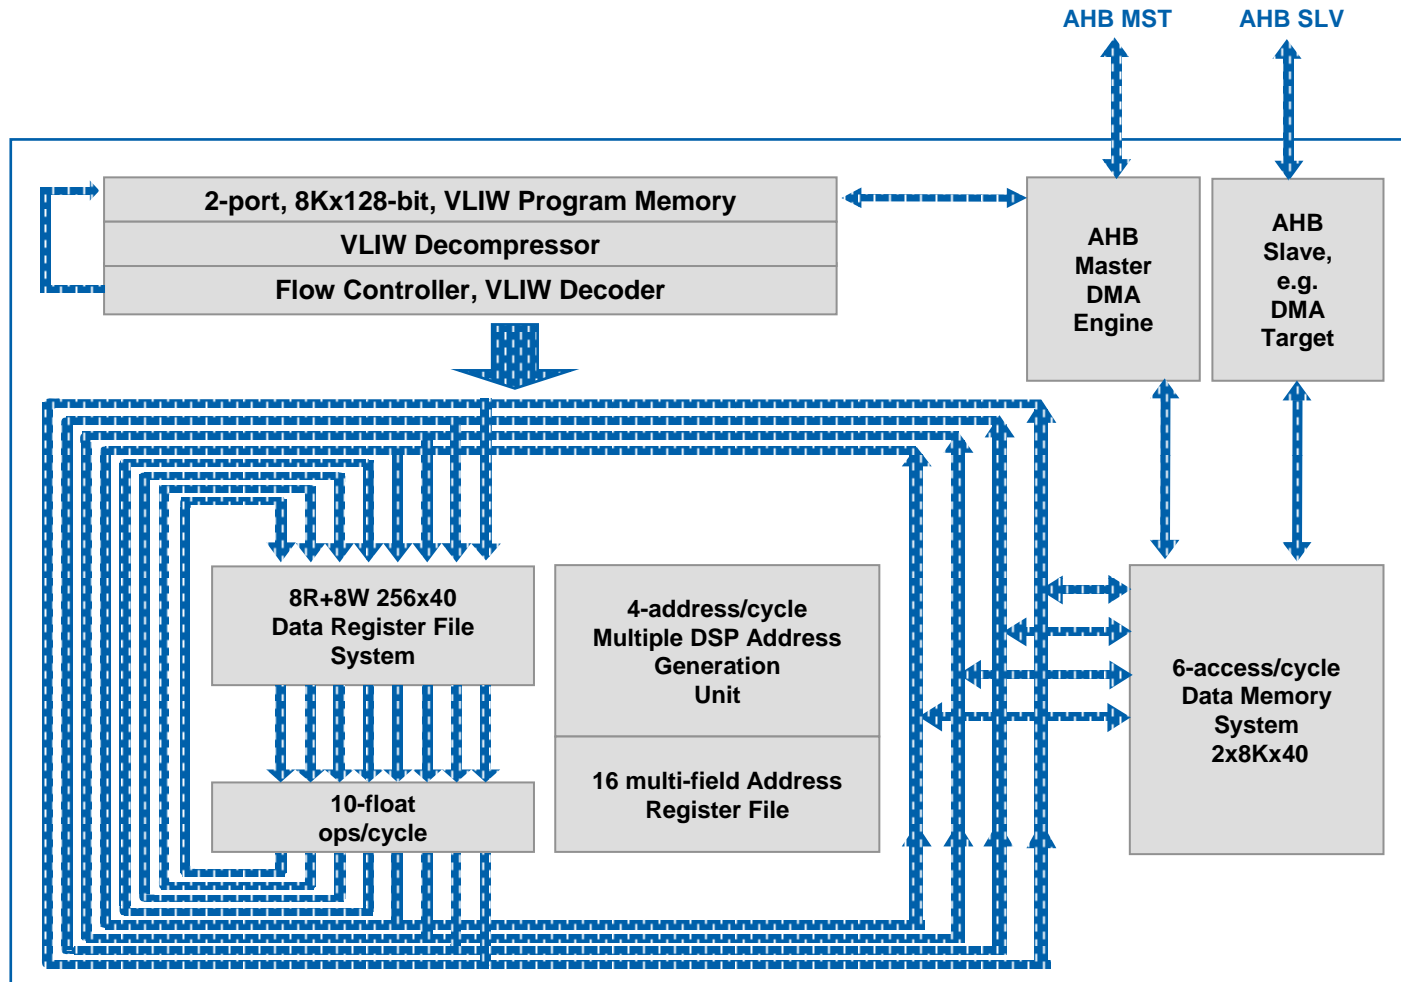 AHB MST
AHB SLV
2-port, 8Kx128-bit, VLIW Program Memory
VLIW Decompressor
Flow Controller, VLIW Decoder
AHB
Master
DMA
Engine
AHB
Slave,
e.g.
DMA
Target
8R+8W 256x40
Data Register File
System
4-address/cycle
Multiple DSP Address
Generation
Unit
6-access/cycle
Data Memory
System
2x8Kx40
10-float
ops/cycle
16 multi-field Address
Register File